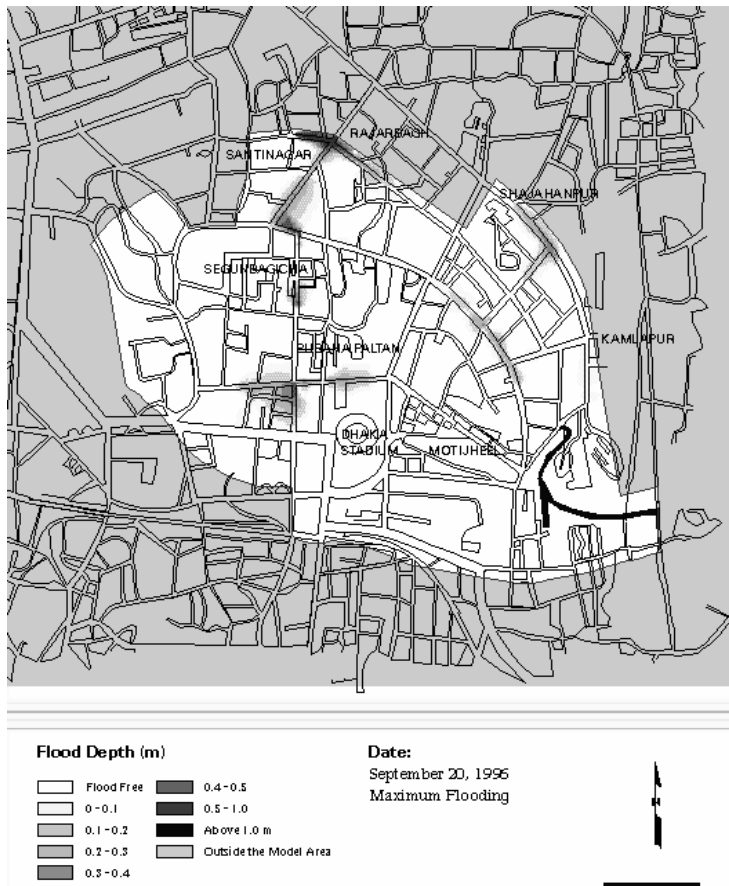 RAJARBAGH
SANTINAGAR
SHAJAHANPUR
SEGUNBAGICHA
PURANA PALTAN
KAMLAPUR
DHAKA
STADIUM
MOTIJHEEL
Flood Depth (m)
Flood Free
0-0.1
0.1-0.2
0.2-0.3
0.3-0.4
0.4-0.5
0.5-1.0
Above 1.0 m
Outside the Model Area
Date:
September 20, 1996
Maximum Flooding
N